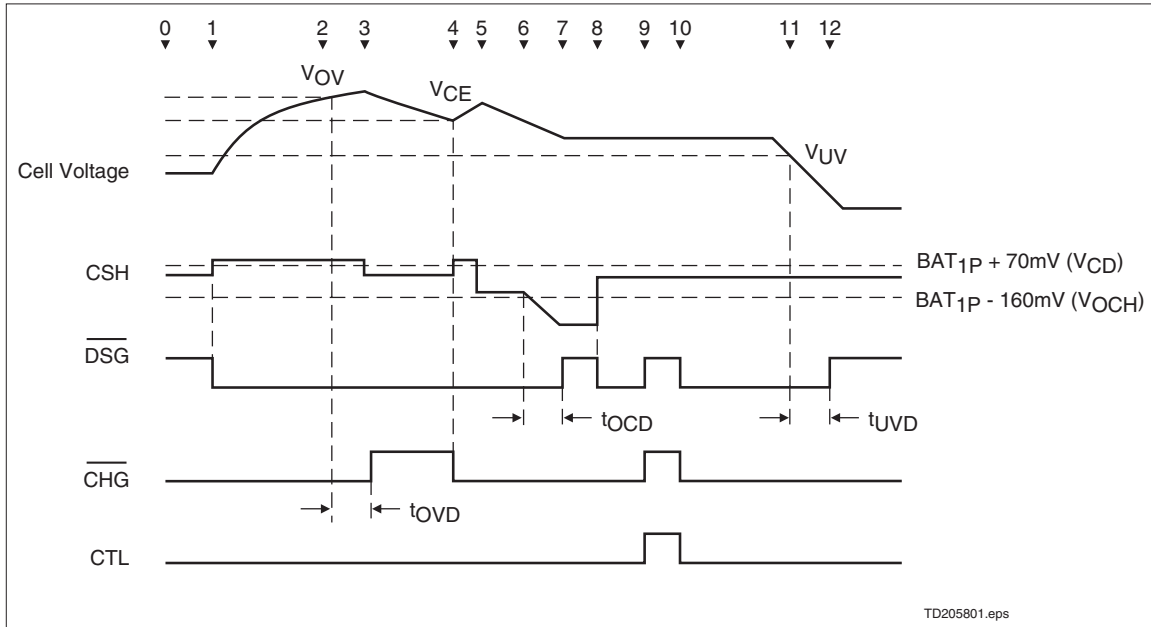 0 1 2 3 4 5 6 7 8 9 10 11 12
VOV
VCE
Cell Voltage
VUV
CSH
BAT1P + 70mV (VCD)
BAT1P - 160mV (VOCH)
DSG
tOCD
tUVD
CHG
tOVD
CTL
TD205801.eps